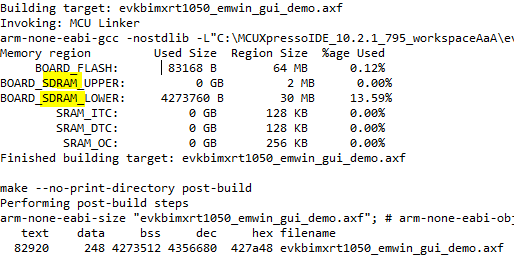 Building target: evkbimxrt1050_emwin_gui_demo.axf
Invoking: MCU Linker
arm-none-eabi-gcc -nostdlib -L"C:\MCUXpressoIDE_10.2.1_795_workspaceAaA\ev
Memory region Used Size Region Size %age Used
BOARD_FLASH: 83168 B 64 MB 0.12%
BOARD_SDRAM_UPPER: 0 GB 2 MB 0.00%
BOARD_SDRAM_LOWER: 4273760 B 30 MB 13.59%
SRAM_ITC: 0 GB 128 KB 0.00%
SRAM_DTC: 0 GB 128 KB 0.00%
SRAM_OC: 0 GB 256 KB 0.00%
Finished building target: evkbimxrt1050_emwin_gui_demo.axf
make --no-print-directory post-build
Performing post-build steps
arm-none-eabi-size "evkbimxrt1050_emwin_gui_demo.axf"; # arm-none-eabi-obj
text data bss dec hex filename
82920 248 4273512 4356680 427a48 evkbimxrt1050_emwin_gui_demo.axf